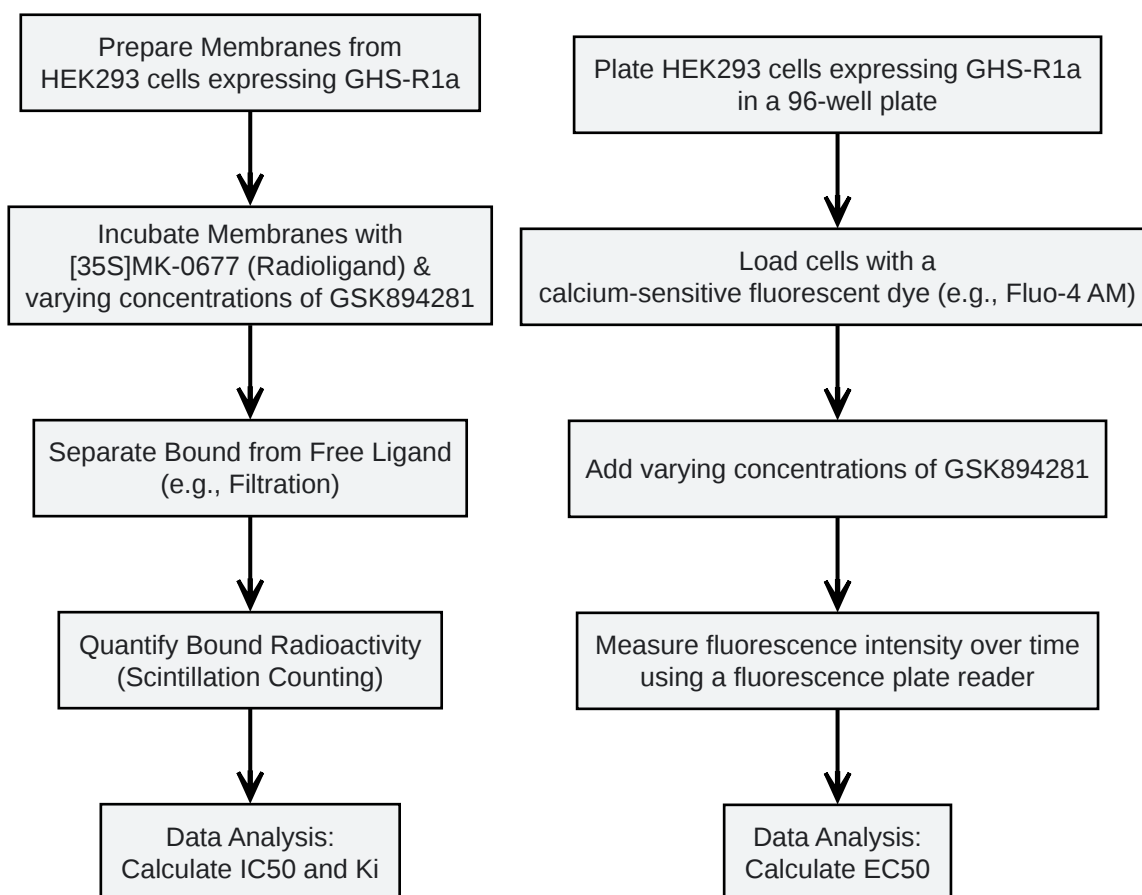 Prepare Membranes from
HEK293 cells expressing GHS-R1a
Incubate Membranes with
[35S]MK-0677 (Radioligand) &
varying concentrations of GSK894281
Separate Bound from Free Ligand
(e.g., Filtration)
Quantify Bound Radioactivity
(Scintillation Counting)
Data Analysis:
Calculate IC50 and Ki
Plate HEK293 cells expressing GHS-R1a
in a 96-well plate
Load cells with a
calcium-sensitive fluorescent dye (e.g., Fluo-4 AM)
Add varying concentrations of GSK894281
Measure fluorescence intensity over time
using a fluorescence plate reader
Data Analysis:
Calculate EC50